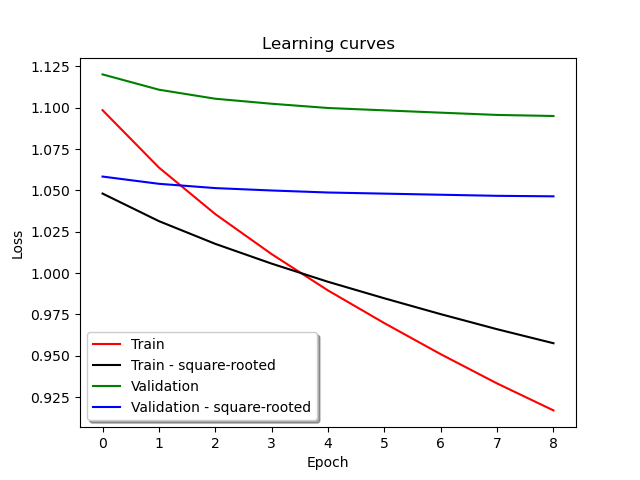 Learning curves
1.125
1.100
1.075
1.050
1.025
1.000
0.975
0.950
0.925
Loss
Train
Train - square-rooted
Validation
Validation - square-rooted
0 1 2 3 4 5 6 7 8
Epoch